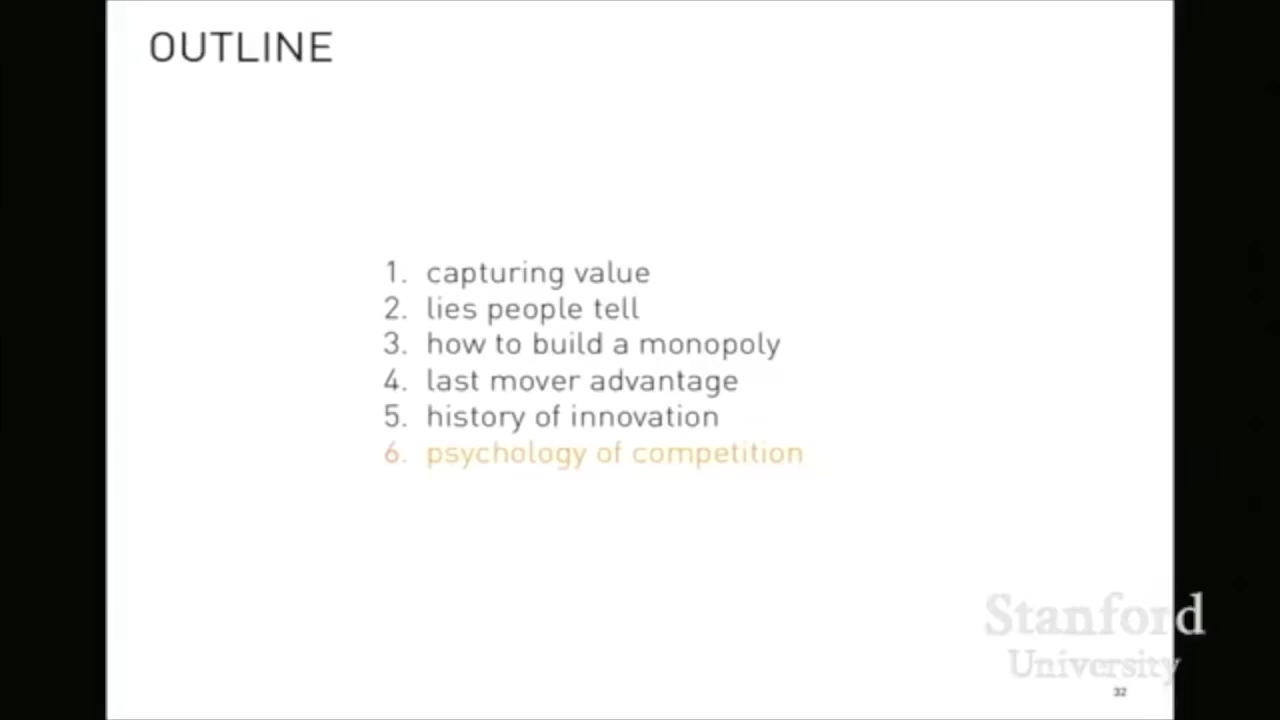 OUTLINE
1. capturing value
2. lies people tell
3. how to build a monopoly
4. last mover advantage
5. history of innovation
6. psychology of competition
Stanford
University
32